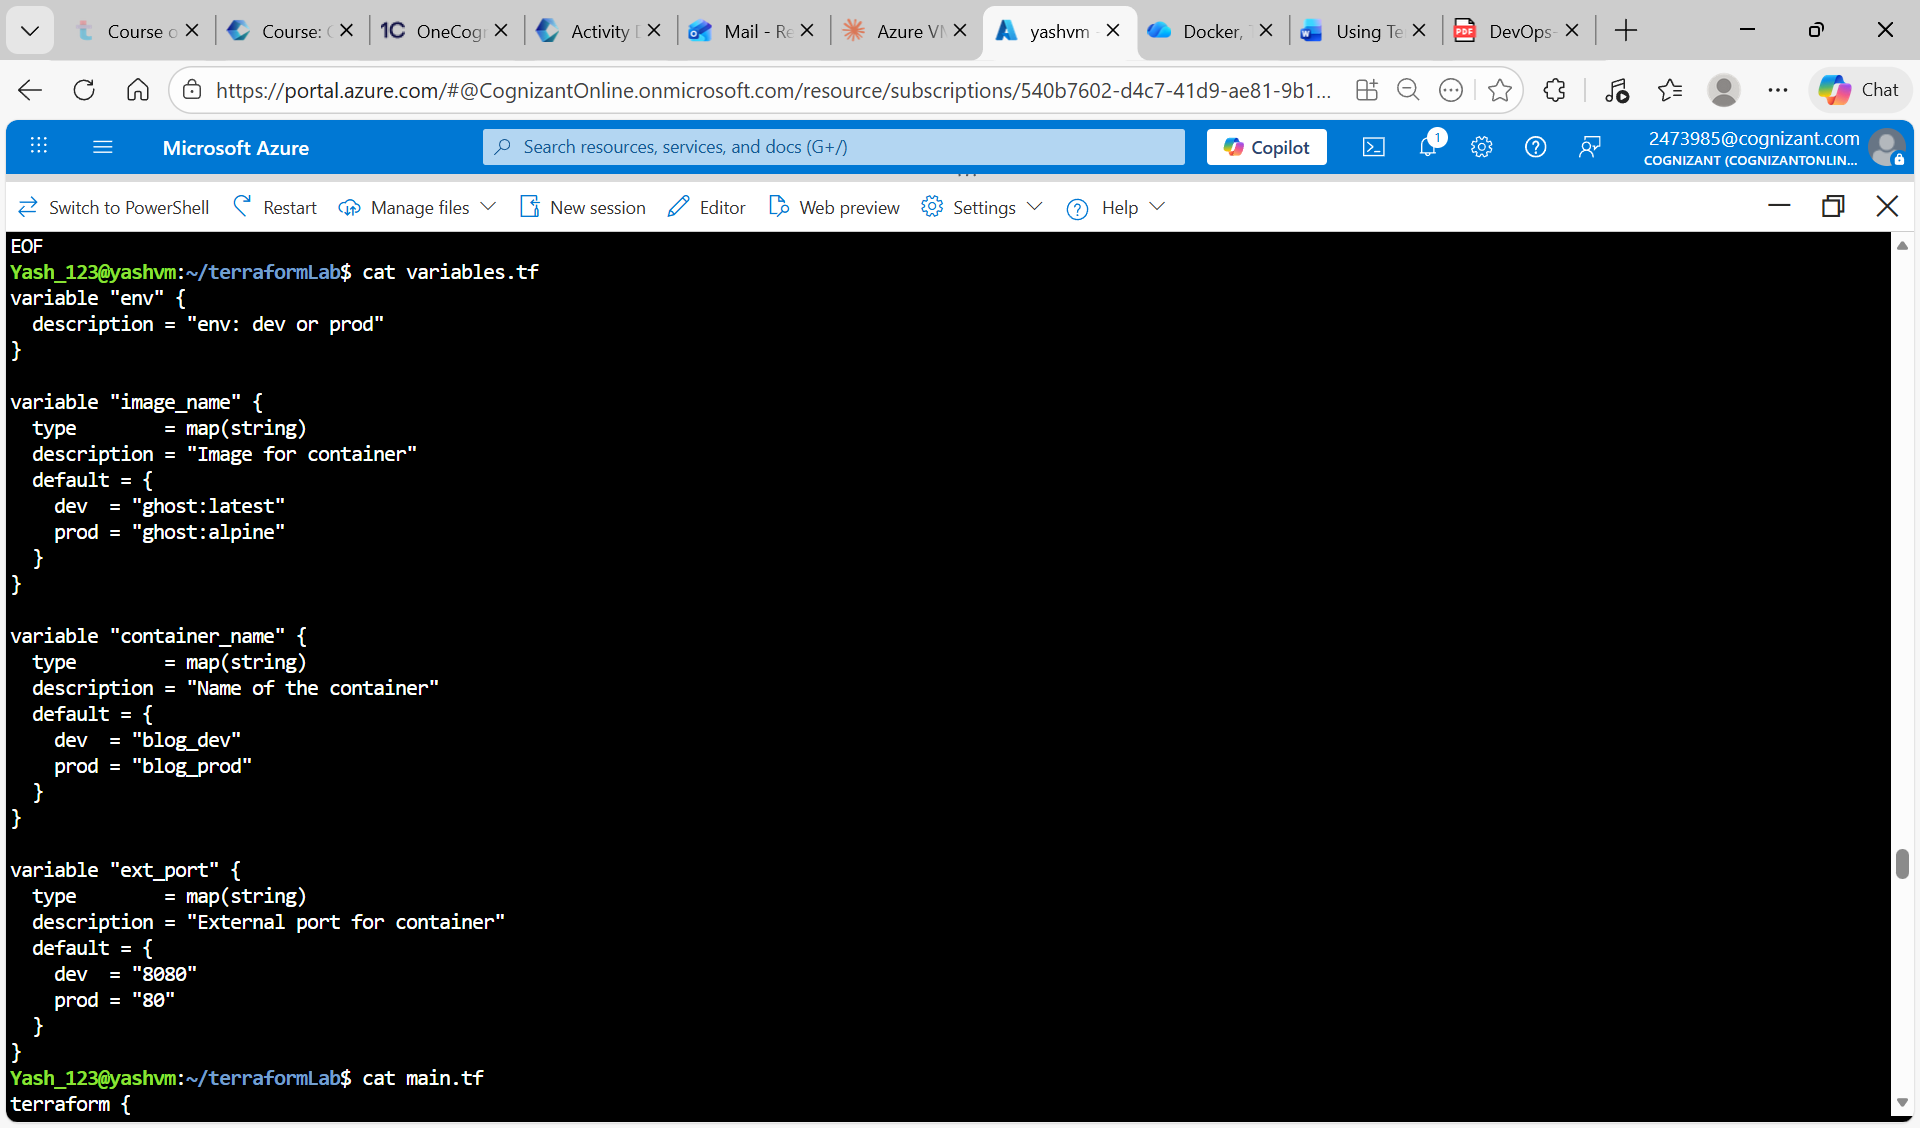 Course o
Course: (
1C OneCog
Activity
Mail - Re
Azure VM
yashvm -
Docker,
Using Te
PDF DevOps-
https://portal.azure.com/#@CognizantOnline.onmicrosoft.com/resource/subscriptions/540b7602-d4c7-41d9-ae81-9b1...
Chat
Microsoft Azure
Search resources, services, and docs (G+/)
Copilot
1
2473985@cognizant.com
COGNIZANT (COGNIZANTONLIN...
Switch to PowerShell
Restart
Manage files
New session
Editor
Web preview
Settings
Help
EOF
Yash_123@yashvm:~/terraformLab$ cat variables.tf
variable "env" {
  description = "env: dev or prod"
}
variable "image_name" {
  type        = map(string)
  description = "Image for container"
  default = {
    dev  = "ghost:latest"
    prod = "ghost:alpine"
  }
}
variable "container_name" {
  type        = map(string)
  description = "Name of the container"
  default = {
    dev  = "blog_dev"
    prod = "blog_prod"
  }
}
variable "ext_port" {
  type        = map(string)
  description = "External port for container"
  default = {
    dev  = "8080"
    prod = "80"
  }
}
Yash_123@yashvm:~/terraformLab$ cat main.tf
terraform {